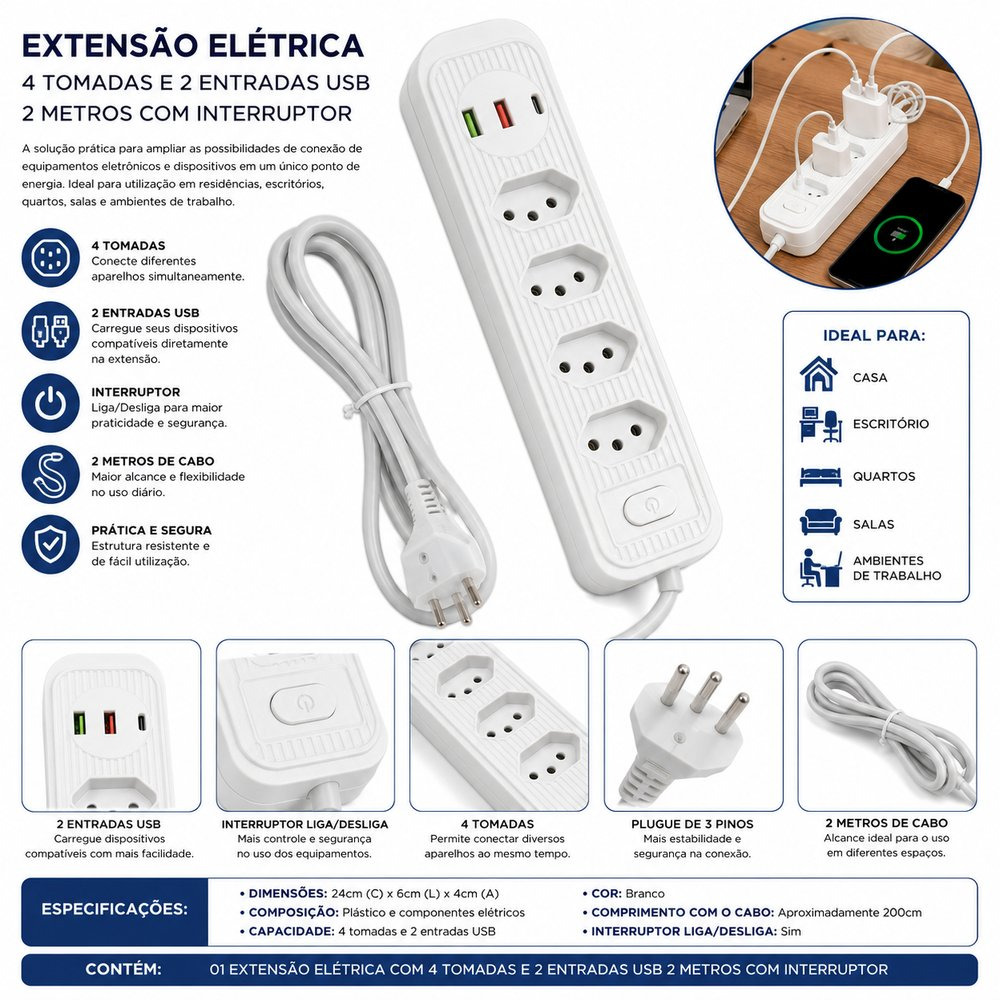 EXTENSÃO ELÉTRICA
4 TOMADAS E 2 ENTRADAS USB
2 METROS COM INTERRUPTOR
A solução prática para ampliar as possibilidades de conexão de
equipamentos eletrônicos e dispositivos em um único ponto de
energia. Ideal para utilização em residências, escritórios,
quartos, salas e ambientes de trabalho.
4 TOMADAS
Conecte diferentes
aparelhos simultaneamente.
2 ENTRADAS USB
Carregue seus dispositivos
compatíveis diretamente
na extensão.
INTERRUPTOR
Liga/Desliga para maior
praticidade e segurança.
2 METROS DE CABO
Maior alcance e flexibilidade
no uso diário.
PRÁTICA E SEGURA
Estrutura resistente e
de fácil utilização.
IDEAL PARA:
CASA
ESCRITÓRIO
QUARTOS
SALAS
AMBIENTES
DE TRABALHO
2 ENTRADAS USB
Carregue dispositivos
compatíveis com mais facilidade.
INTERRUPTOR LIGA/DESLIGA
Mais controle e segurança
no uso dos equipamentos.
4 TOMADAS
Permite conectar diversos
aparelhos ao mesmo tempo.
PLUGUE DE 3 PINOS
Mais estabilidade e
segurança na conexão.
2 METROS DE CABO
Alcance ideal para o uso
em diferentes espaços.
ESPECIFICAÇÕES:
• DIMENSÕES: 24cm (C) x 6cm (L) x 4cm (A)
• COMPOSIÇÃO: Plástico e componentes elétricos
• CAPACIDADE: 4 tomadas e 2 entradas USB
• COR: Branco
• COMPRIMENTO COM O CABO: Aproximadamente 200cm
• INTERRUPTOR LIGA/DESLIGA: Sim
CONTÉM: 01 EXTENSÃO ELÉTRICA COM 4 TOMADAS E 2 ENTRADAS USB 2 METROS COM INTERRUPTOR